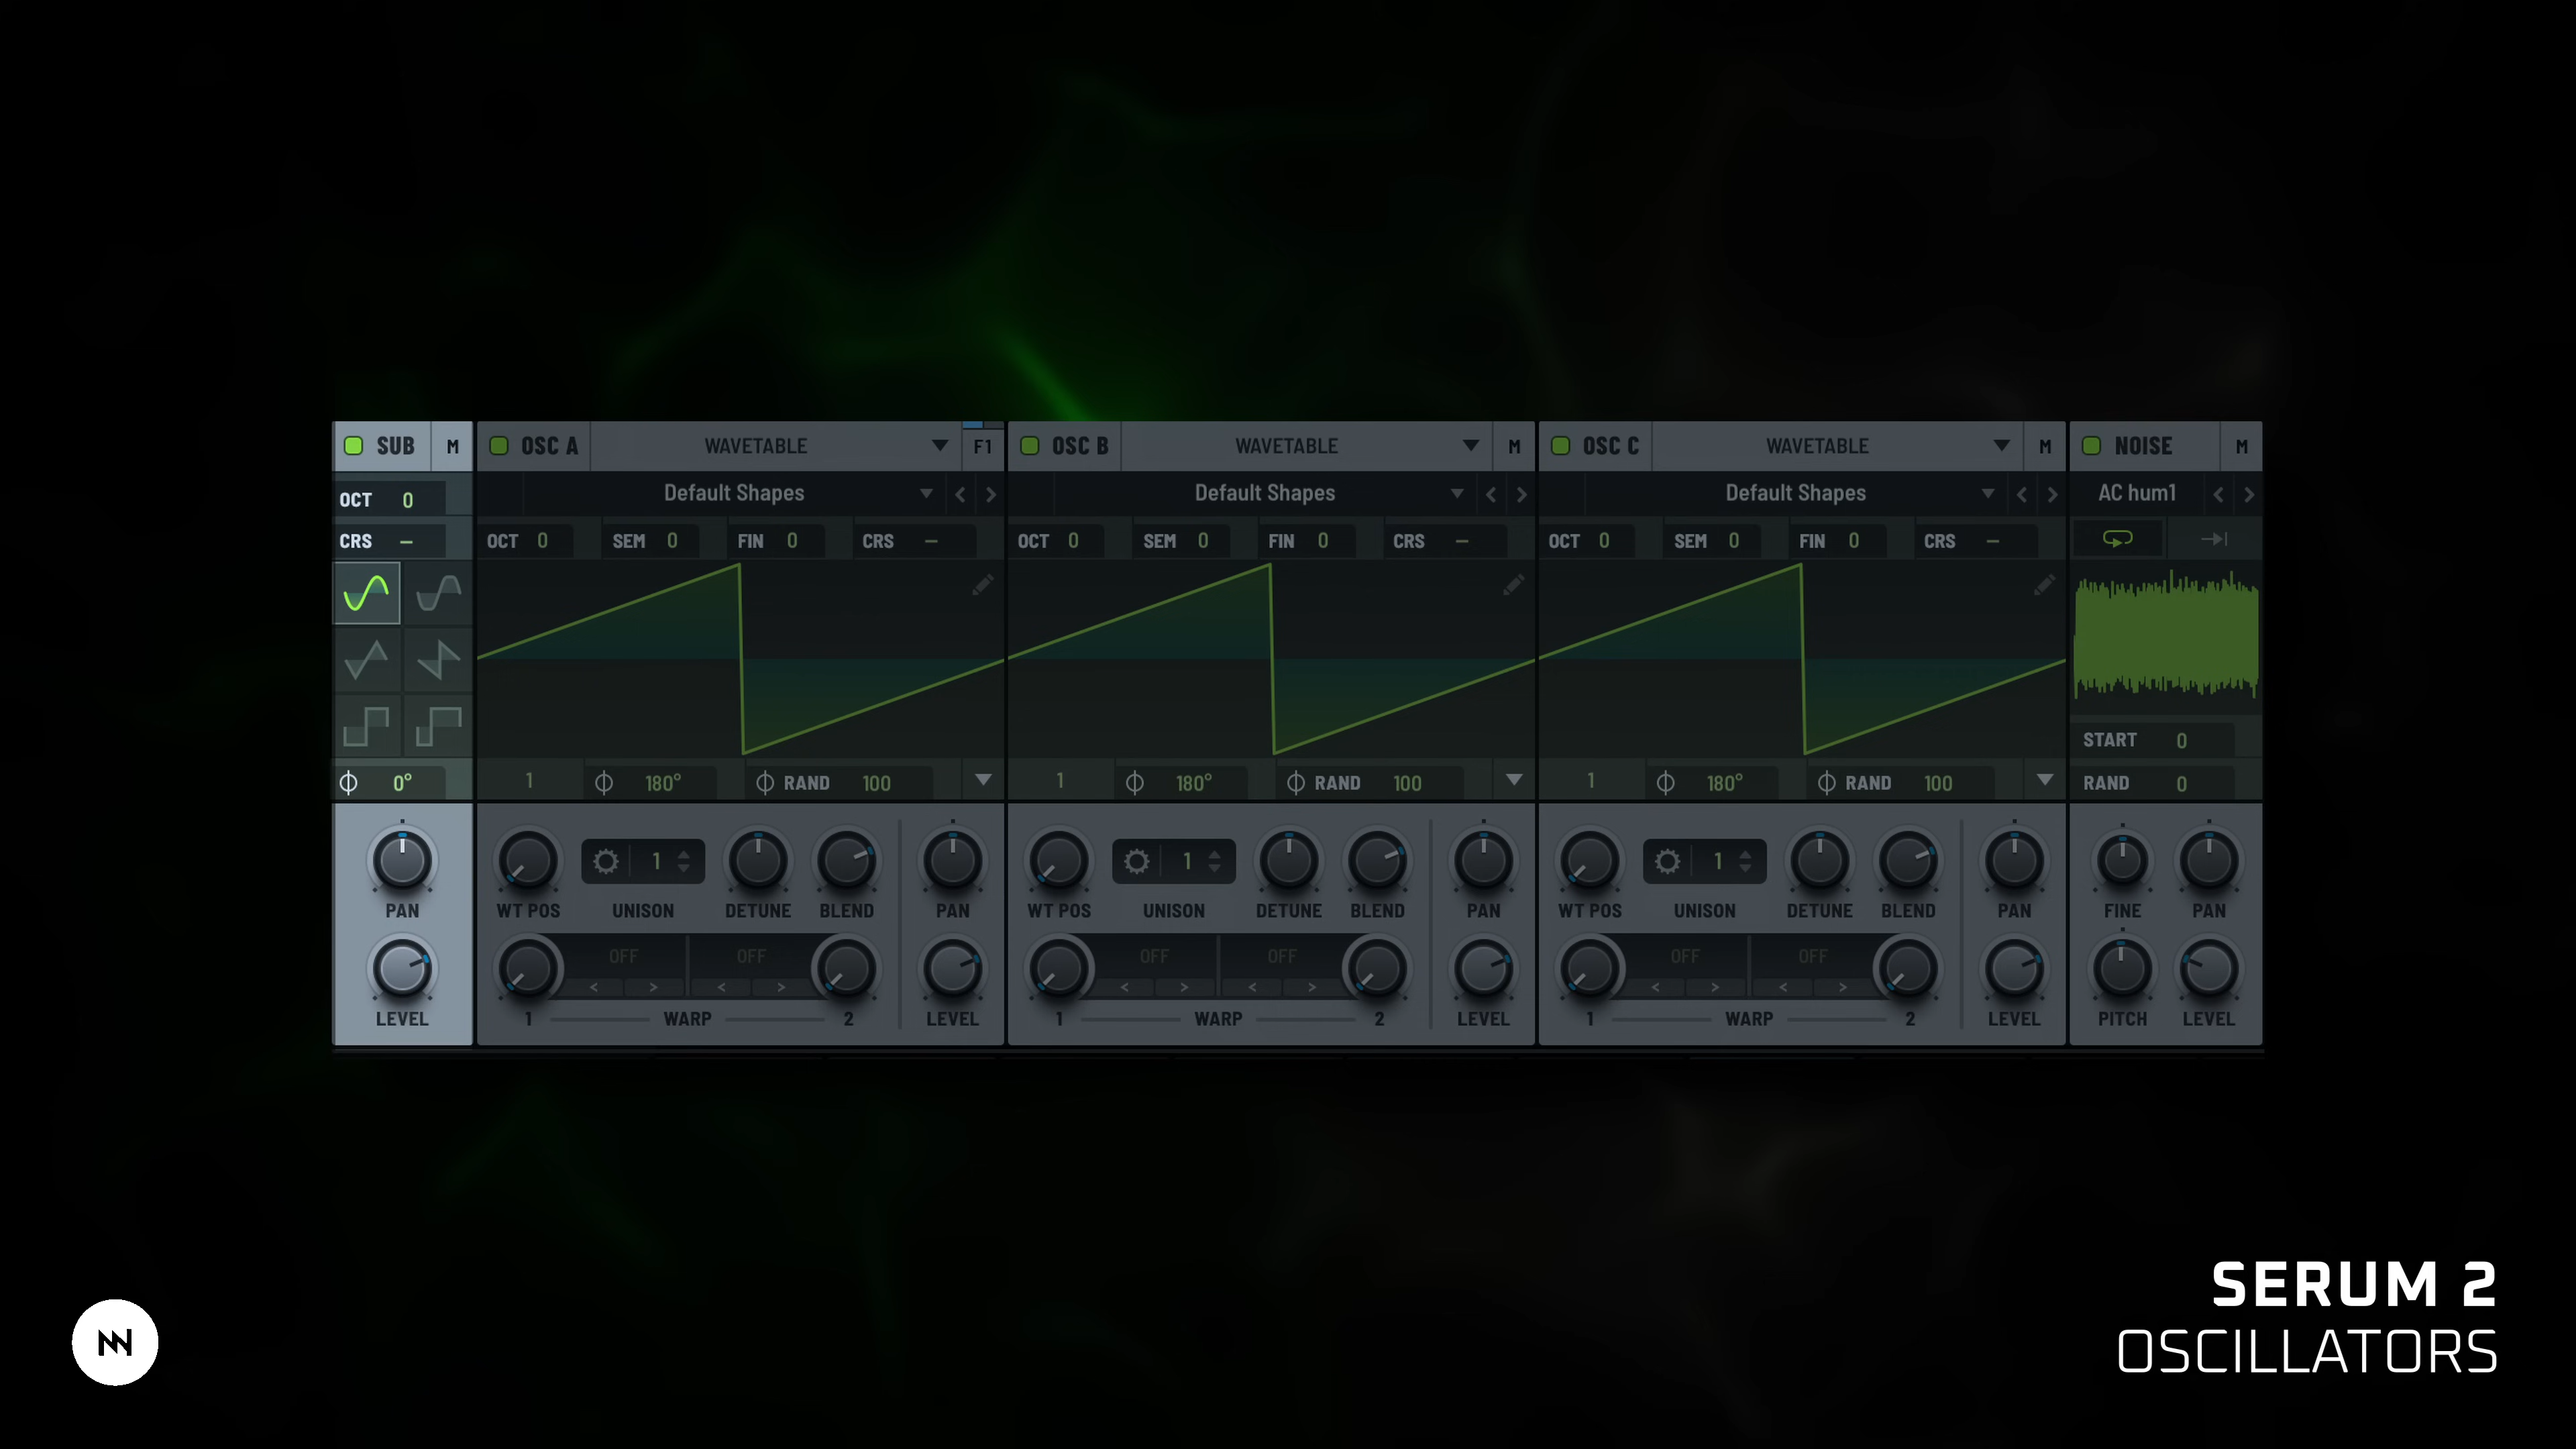 SUB M OSC A WAVETABLE F1 OSC B WAVETABLE M OSC C WAVETABLE M NOISE M
Default Shapes Default Shapes Default Shapes AC hum1
OCT 0
CRS –
OCT 0 SEM 0 FIN 0 CRS – OCT 0 SEM 0 FIN 0 CRS – OCT 0 SEM 0 FIN 0 CRS –
START 0
0° 1 180° RAND 100 1 180° RAND 100 1 180° RAND 100 RAND 0
1 1 1
PAN WT POS UNISON DETUNE BLEND PAN WT POS UNISON DETUNE BLEND PAN WT POS UNISON DETUNE BLEND PAN FINE PAN
OFF OFF OFF OFF OFF OFF
< > < > < > < > < > < >
LEVEL 1 WARP 2 LEVEL 1 WARP 2 LEVEL 1 WARP 2 LEVEL PITCH LEVEL
SERUM 2
OSCILLATORS